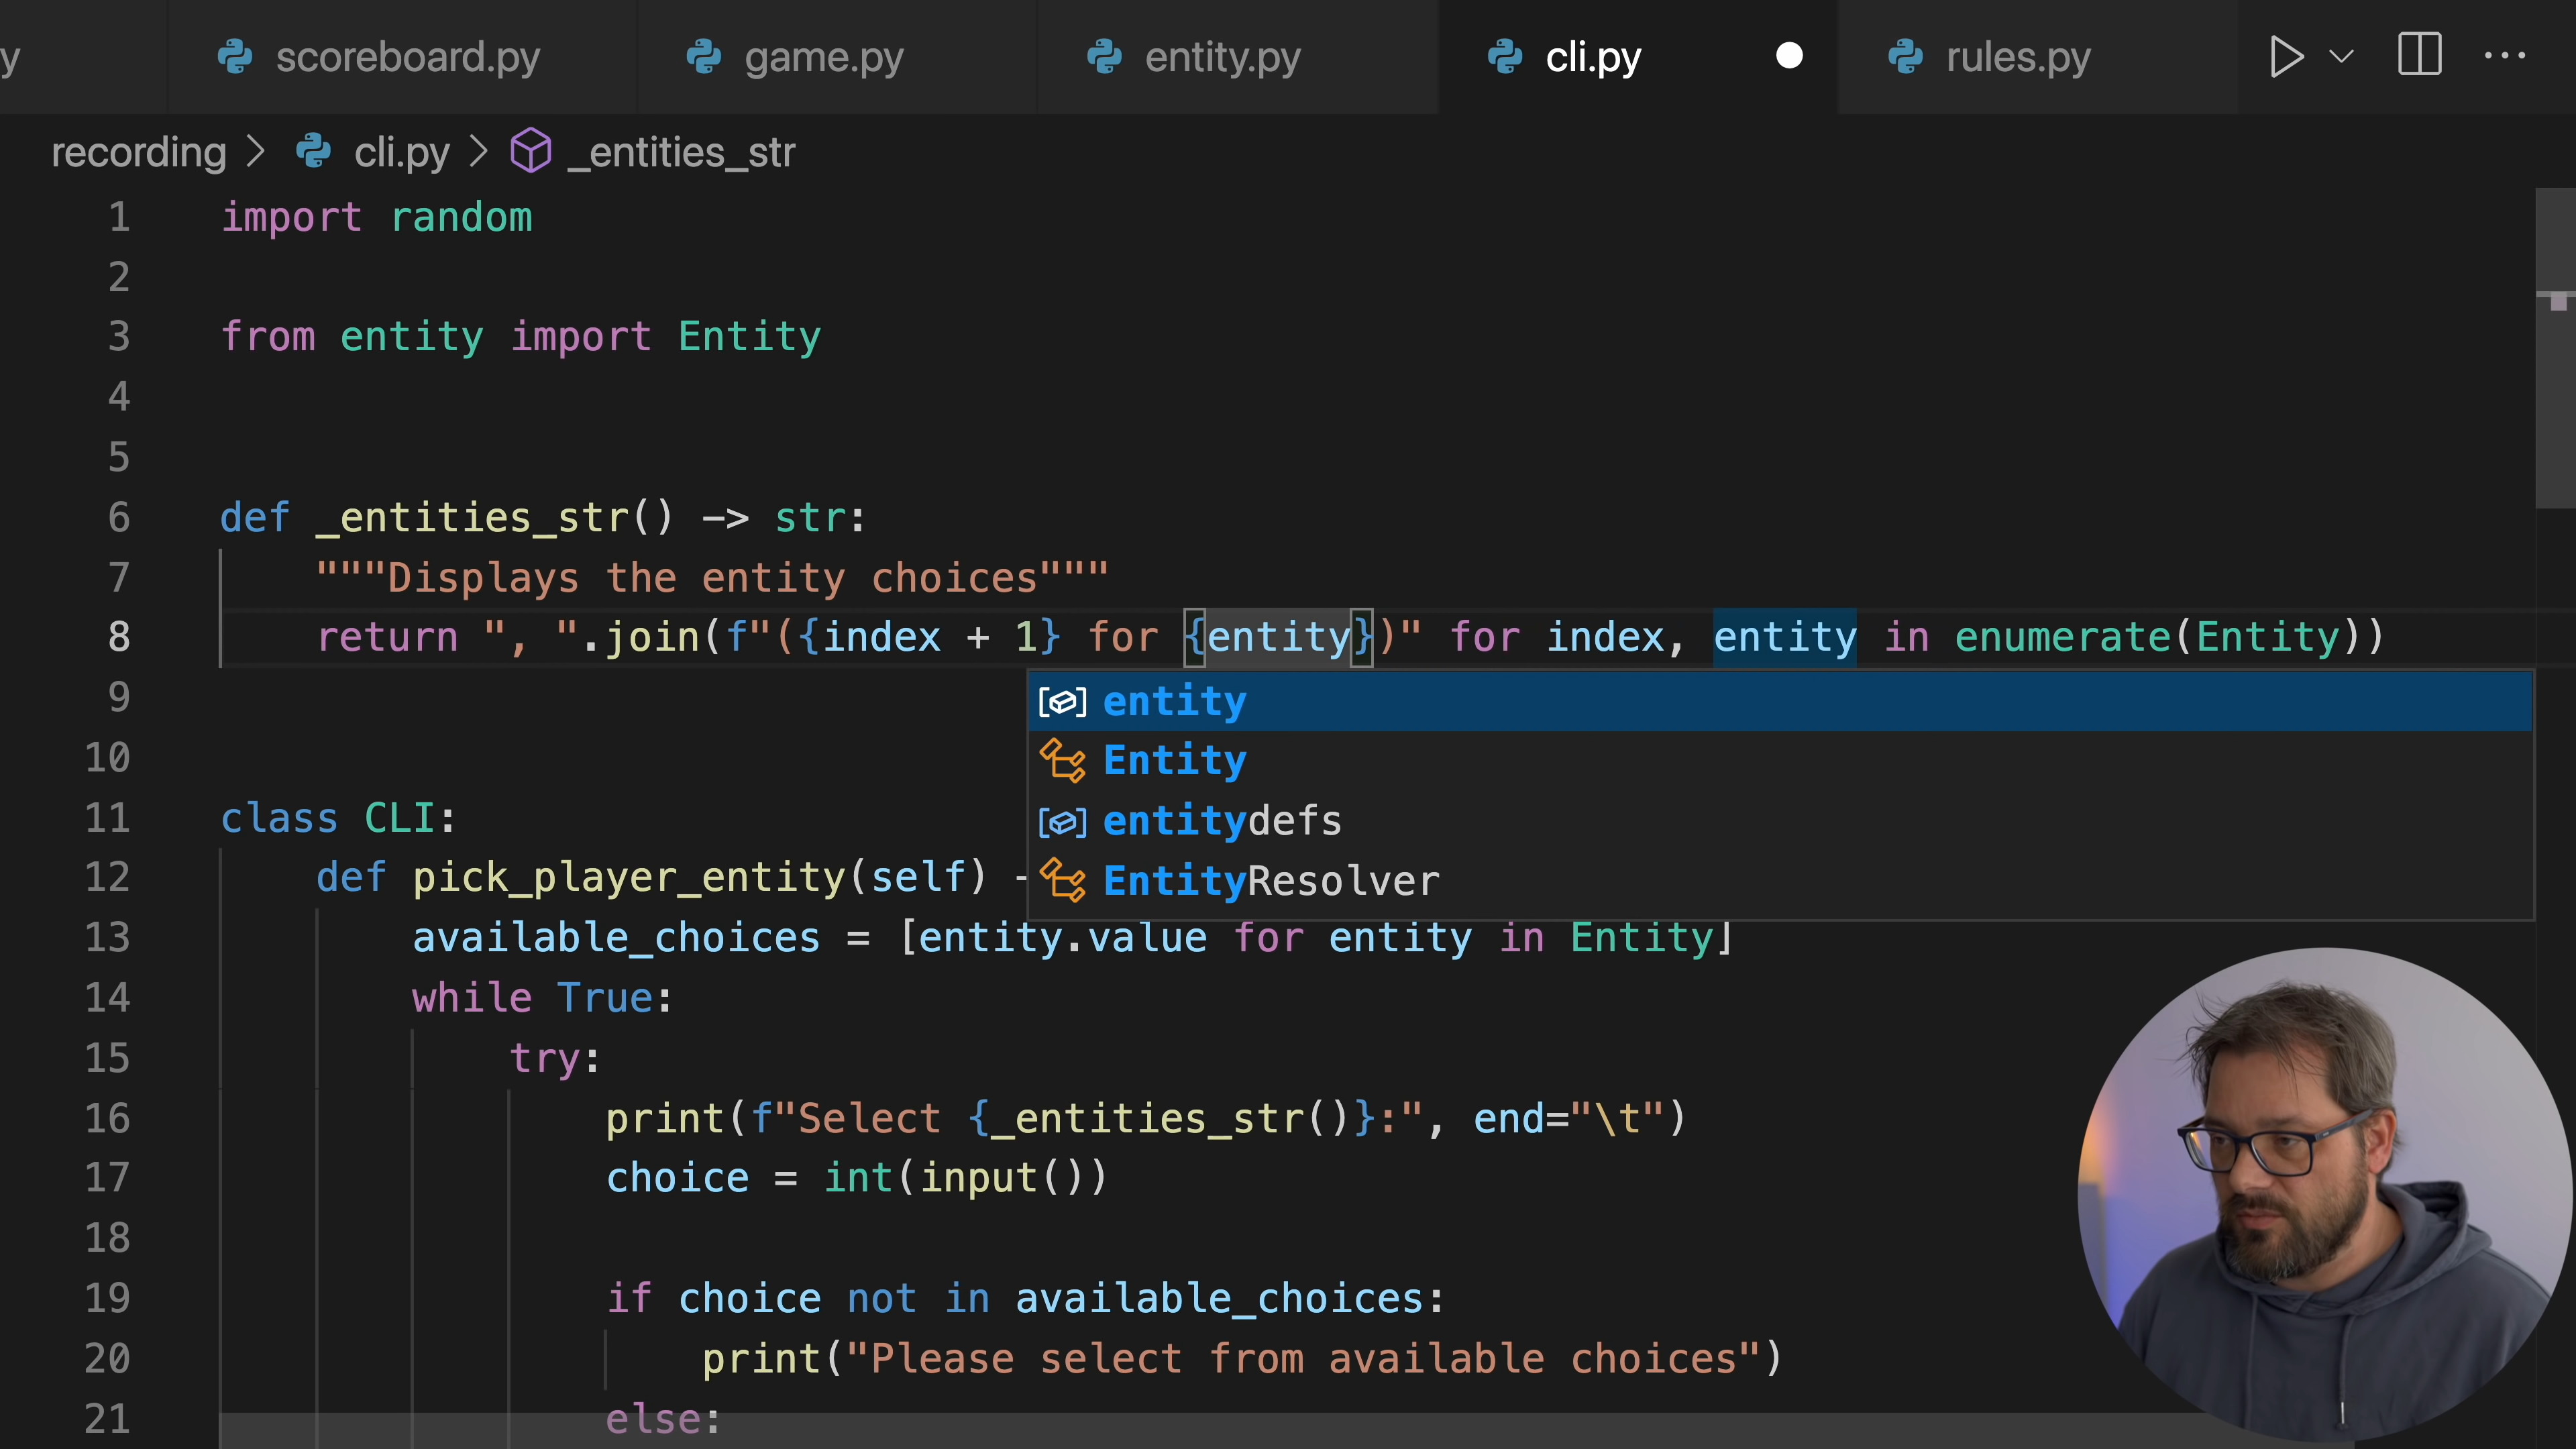 y scoreboard.py game.py entity.py cli.py rules.py
recording > cli.py > _entities_str
1 import random
2
3 from entity import Entity
4
5
6 def _entities_str() -> str:
7 """Displays the entity choices"""
8 return ", ".join(f"({index + 1} for {entity})" for index, entity in enumerate(Entity))
entity
9
Entity
10
entitydefs
11 class CLI:
EntityResolver
12 def pick_player_entity(self) -
13 available_choices = [entity.value for entity in Entity]
14 while True:
15 try:
16 print(f"Select {_entities_str()}:", end="\t")
17 choice = int(input())
18
19 if choice not in available_choices:
20 print("Please select from available choices")
21 else: